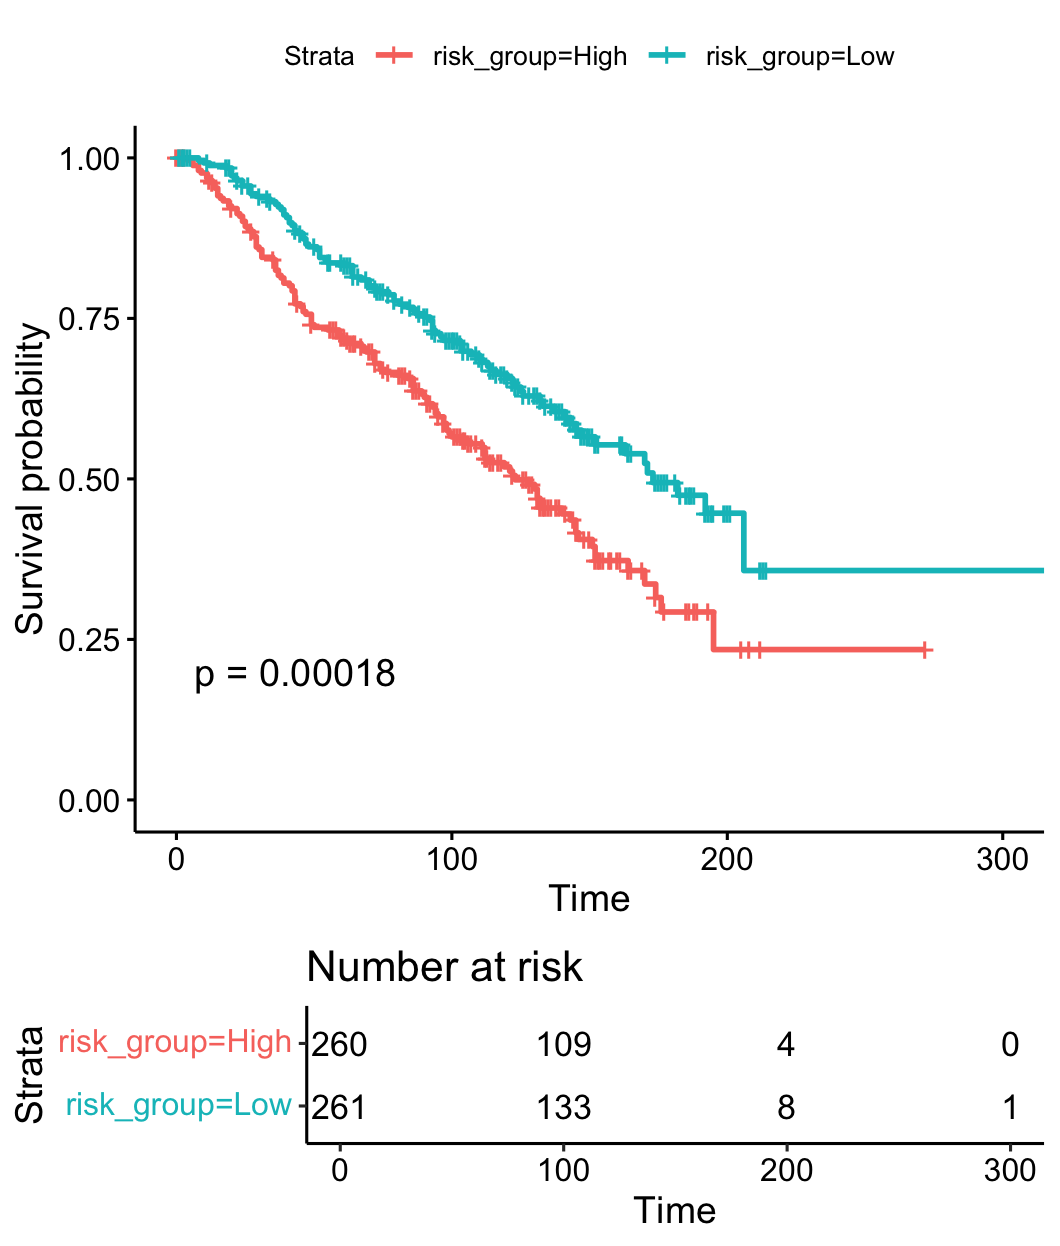 Strata risk_group=High risk_group=Low
1.00
0.75
0.50
0.25
0.00
Survival probability
p = 0.00018
0 100 200 300
Time
Number at risk
Strata
risk_group=High 260 109 4 0
risk_group=Low 261 133 8 1
0 100 200 300
Time